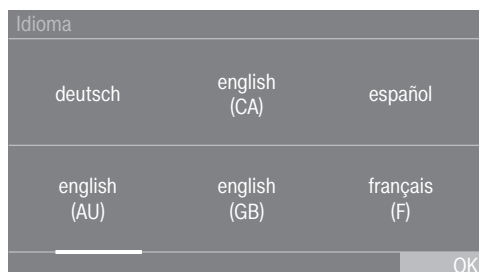 Idioma
deutsch
english
(CA)
español
english
(AU)
english
(GB)
français
(F)
OK